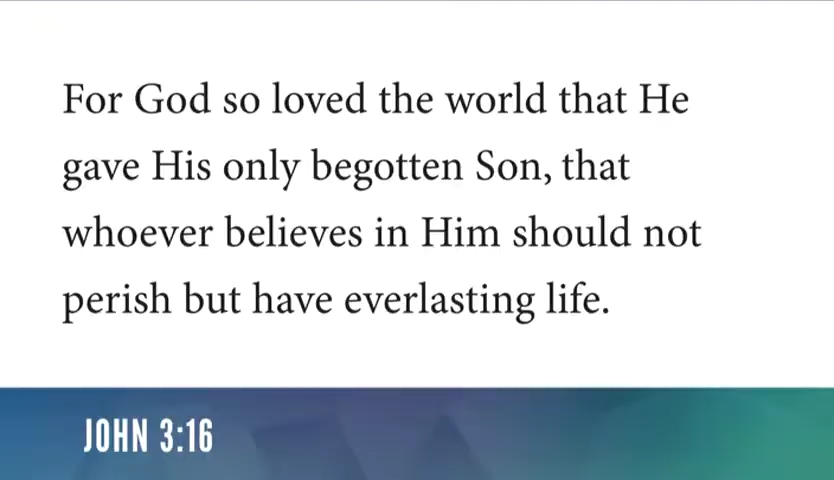 For God so loved the world that He
gave His only begotten Son, that
whoever believes in Him should not
perish but have everlasting life.
JOHN 3:16